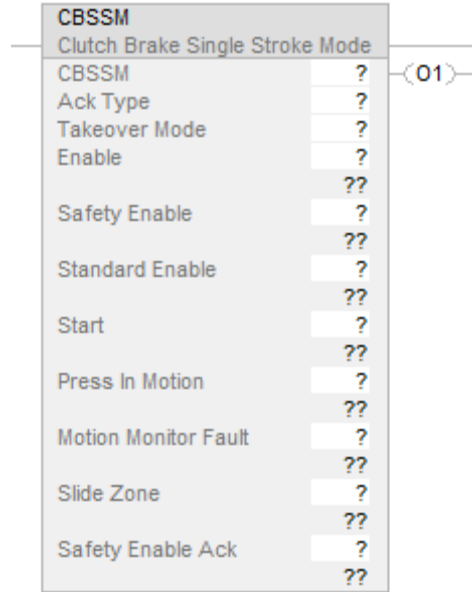 CBSSM
Clutch Brake Single Stroke Mode
CBSSM ?
Ack Type ?
Takeover Mode ?
Enable ?
??
Safety Enable ?
??
Standard Enable ?
??
Start ?
??
Press In Motion ?
??
Motion Monitor Fault ?
??
Slide Zone ?
??
Safety Enable Ack ?
??
O1